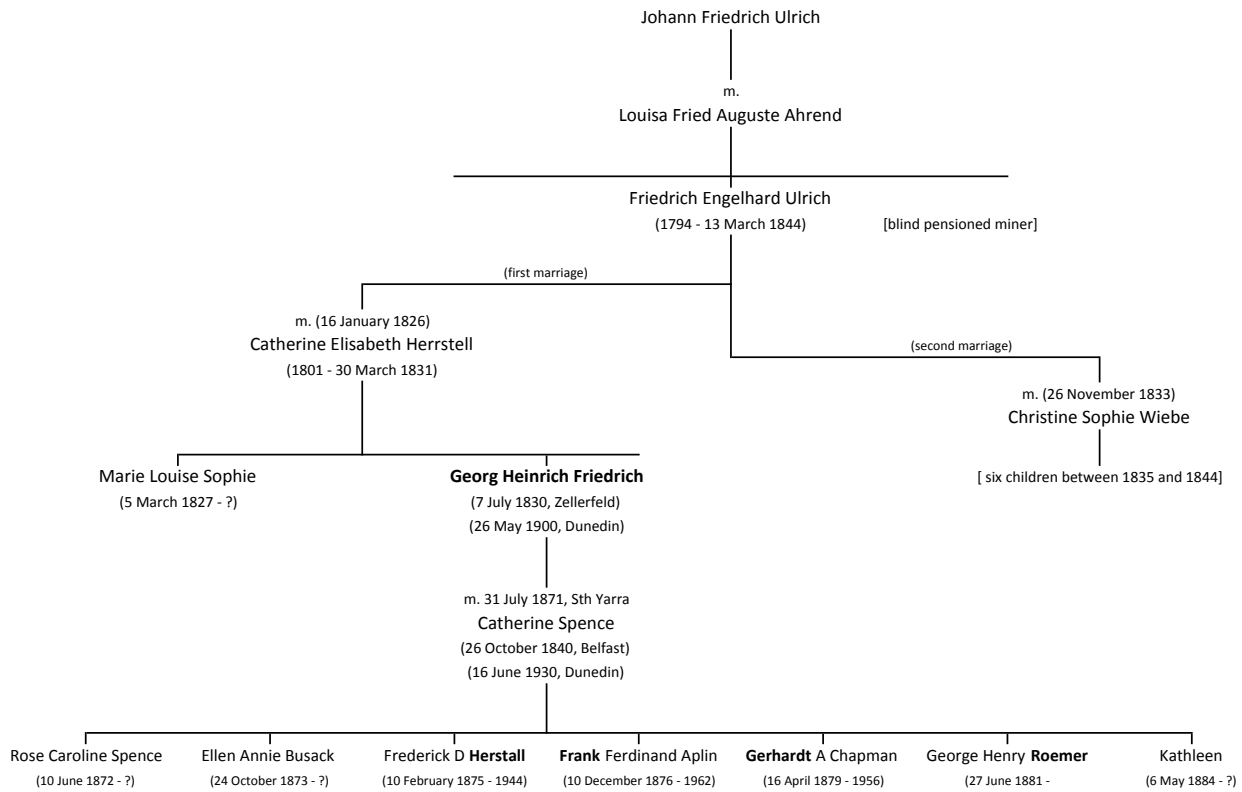 Johann Friedrich Ulrich
m.
Louisa Fried Auguste Ahrend
Friedrich Engelhard Ulrich
(1794 - 13 March 1844) [blind pensioned miner]
(first marriage)
m. (16 January 1826)
Catherine Elisabeth Herrstell
(1801 - 30 March 1831)
(second marriage)
m. (26 November 1833)
Christine Sophie Wiebe
Marie Louise Sophie
(5 March 1827 - ?)
Georg Heinrich Friedrich
(7 July 1830, Zellerfeld)
(26 May 1900, Dunedin)
[ six children between 1835 and 1844]
m. 31 July 1871, Sth Yarra
Catherine Spence
(26 October 1840, Belfast)
(16 June 1930, Dunedin)
Rose Caroline Spence
(10 June 1872 - ?)
Ellen Annie Busack
(24 October 1873 - ?)
Frederick D Herstall
(10 February 1875 - 1944)
Frank Ferdinand Aplin
(10 December 1876 - 1962)
Gerhardt A Chapman
(16 April 1879 - 1956)
George Henry Roemer
(27 June 1881 -
Kathleen
(6 May 1884 - ?)